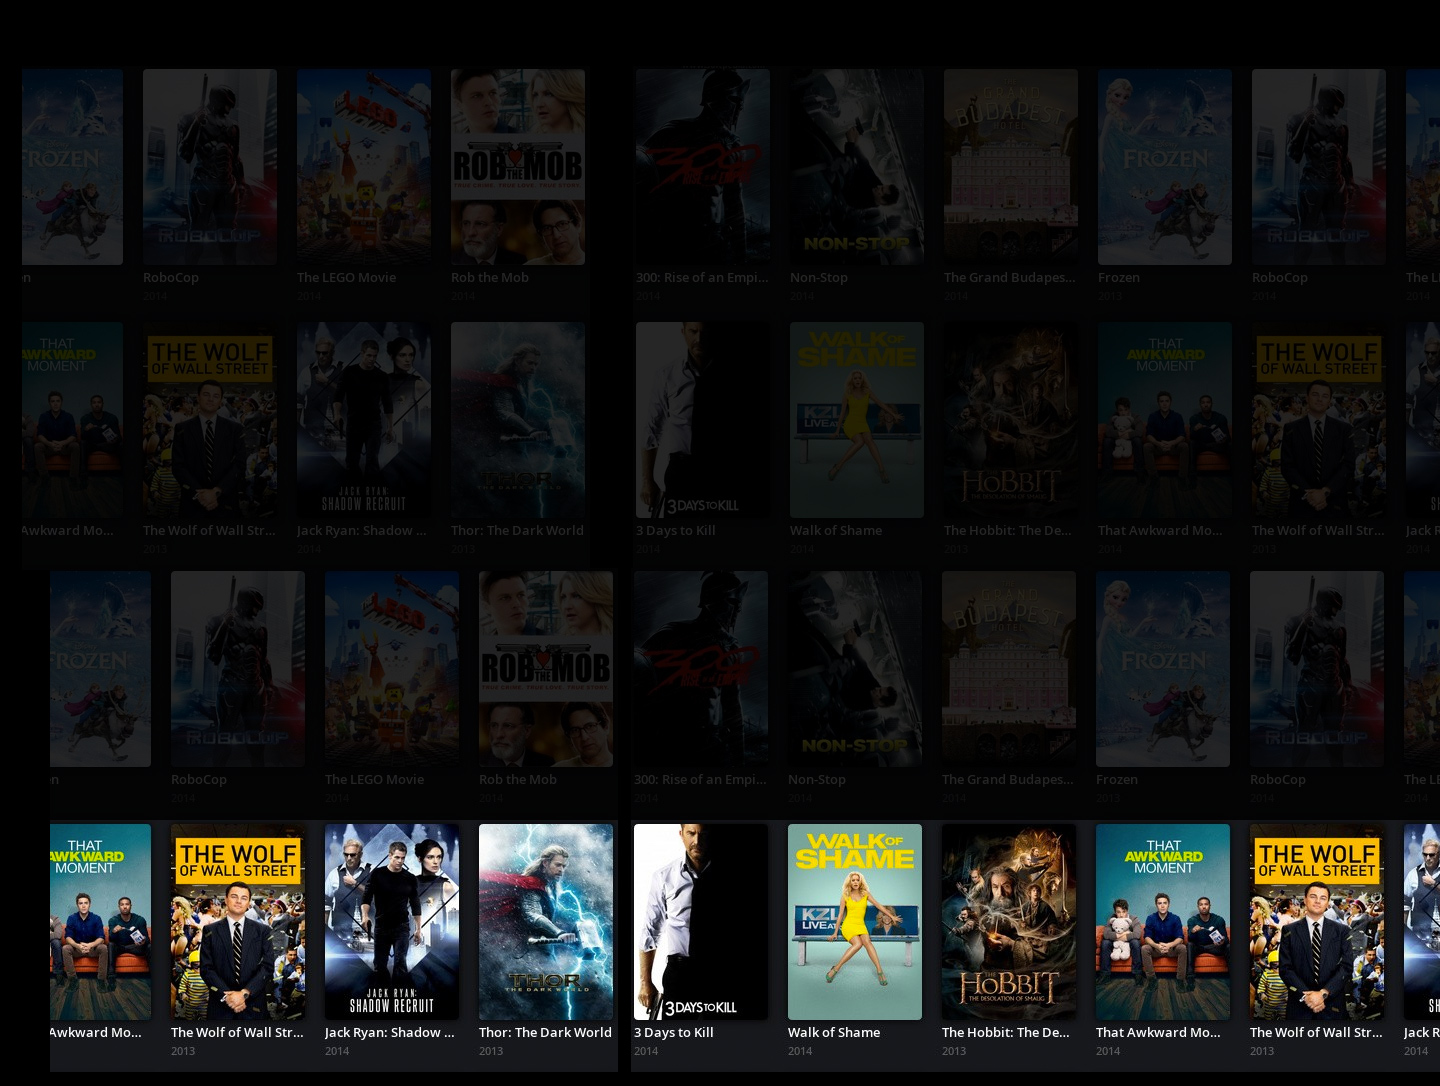 GRAND
BUDAPEST
HOTEL
FROZEN
ROBOCOP
The LEGO Movie
ROB THE MOB
TRUE CRIME. TRUE LOVE. TRUE STORY.
300
NON-STOP
FROZEN
ROBOCOP
en
RoboCop
The LEGO Movie
Rob the Mob
300: Rise of an Empi...
Non-Stop
The Grand Budapes...
Frozen
RoboCop
The L
2014
2014
2014
2014
2014
2014
2013
2014
2014
THAT
AWKWARD
MOMENT
THE WOLF
OF WALL STREET
JACK RYAN:
SHADOW RECRUIT
THOR
THE DARK WORLD
3 DAYS TO KILL
WALK OF
SHAME
KZL
LIVE AT
THE HOBBIT
THE DESOLATION OF SMAUG
THAT
AWKWARD
MOMENT
THE WOLF
OF WALL STREET
Awkward Mo...
The Wolf of Wall Str...
Jack Ryan: Shadow ...
Thor: The Dark World
3 Days to Kill
Walk of Shame
The Hobbit: The De...
That Awkward Mo...
The Wolf of Wall Str...
Jack R
2013
2014
2013
2014
2014
2013
2014
2013
2014
FROZEN
ROBOCOP
ROB THE MOB
TRUE CRIME. TRUE LOVE. TRUE STORY.
300
NON-STOP
GRAND
BUDAPEST
HOTEL
FROZEN
ROBOCOP
en
RoboCop
The LEGO Movie
Rob the Mob
300: Rise of an Empi...
Non-Stop
The Grand Budapes...
Frozen
RoboCop
The LE
2014
2014
2014
2014
2014
2014
2013
2014
2014
THAT
AWKWARD
MOMENT
THE WOLF
OF WALL STREET
JACK RYAN:
SHADOW RECRUIT
THOR
THE DARK WORLD
3 DAYS TO KILL
WALK OF
SHAME
KZL
LIVE AT
THE HOBBIT
THE DESOLATION OF SMAUG
THAT
AWKWARD
MOMENT
THE WOLF
OF WALL STREET
SH
Awkward Mo...
The Wolf of Wall Str...
Jack Ryan: Shadow ...
Thor: The Dark World
3 Days to Kill
Walk of Shame
The Hobbit: The De...
That Awkward Mo...
The Wolf of Wall Str...
Jack R
2013
2014
2013
2014
2014
2013
2014
2013
2014